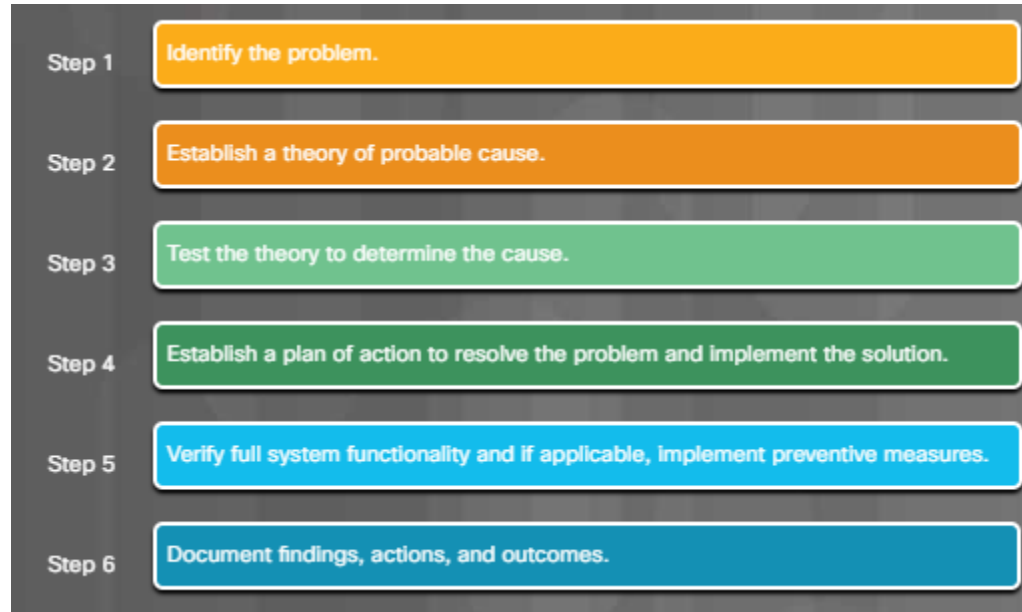 Step 1
Identify the problem.
Step 2
Establish a theory of probable cause.
Step 3
Test the theory to determine the cause.
Step 4
Establish a plan of action to resolve the problem and implement the solution.
Step 5
Verify full system functionality and if applicable, implement preventive measures.
Step 6
Document findings, actions, and outcomes.